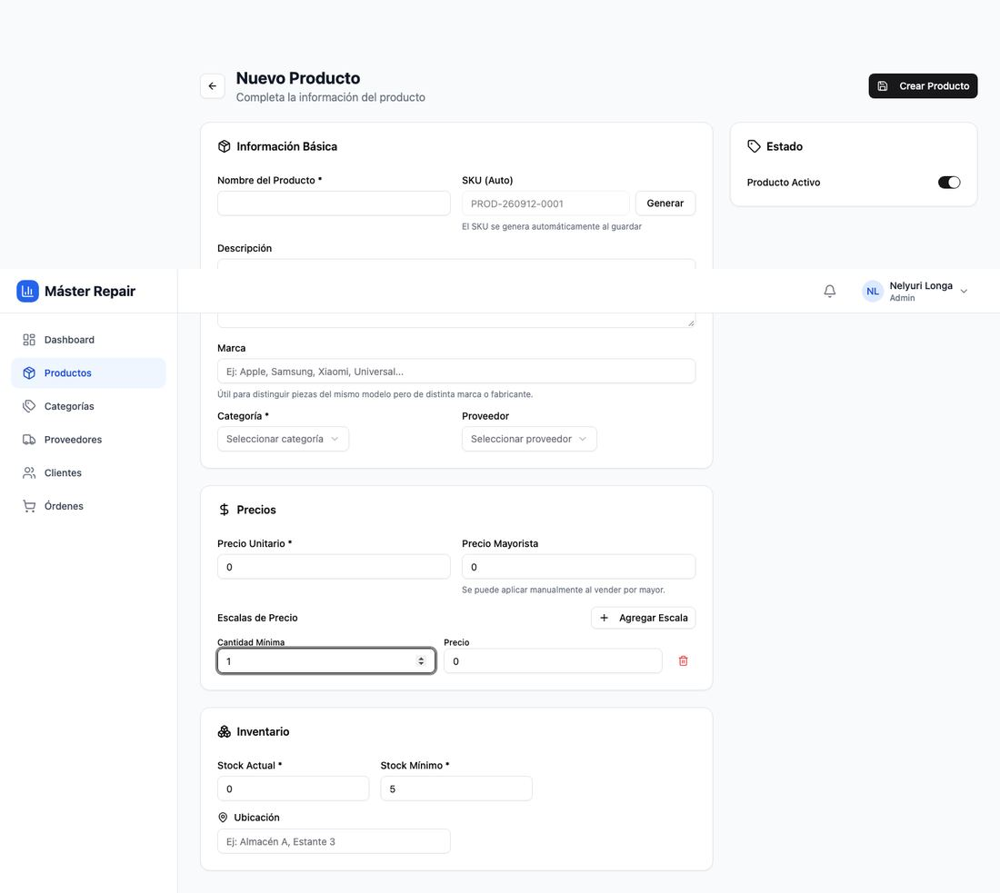 Nuevo Producto
Completa la información del producto
Crear Producto
Información Básica
Nombre del Producto *
SKU (Auto)
PROD-260912-0001
Generar
El SKU se genera automáticamente al guardar
Descripción
Estado
Producto Activo
Máster Repair
NL
Nelyuri Longa
Admin
Dashboard
Productos
Categorías
Proveedores
Clientes
Órdenes
Marca
Ej: Apple, Samsung, Xiaomi, Universal...
Útil para distinguir piezas del mismo modelo pero de distinta marca o fabricante.
Categoría *
Proveedor
Seleccionar categoría
Seleccionar proveedor
Precios
Precio Unitario *
Precio Mayorista
0
0
Se puede aplicar manualmente al vender por mayor.
Escalas de Precio
Agregar Escala
Cantidad Mínima
Precio
1
0
Inventario
Stock Actual *
Stock Mínimo *
0
5
Ubicación
Ej: Almacén A, Estante 3